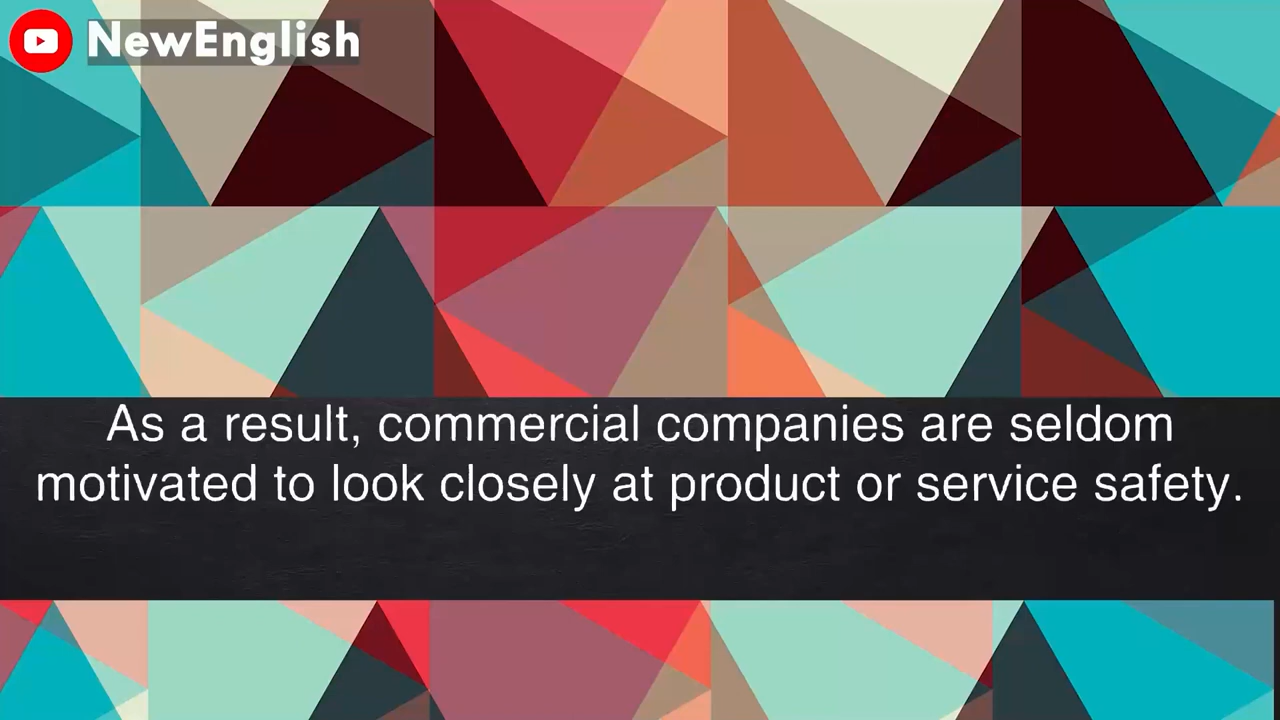 NewEnglish
As a result, commercial companies are seldom
motivated to look closely at product or service safety.